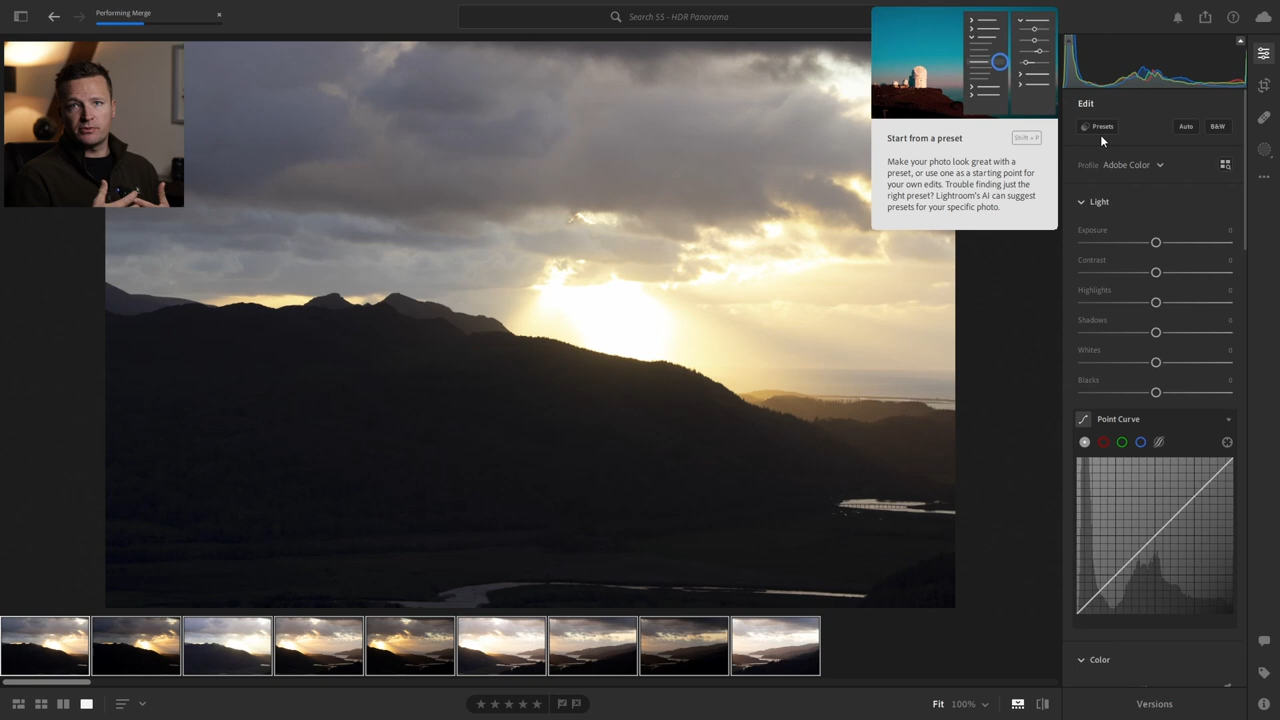 Performing Merge
Search S5 - HDR Panorama
Start from a preset
Shift + P
Make your photo look great with a
preset, or use one as a starting point for
your own edits. Trouble finding just the
right preset? Lightroom's AI can suggest
presets for your specific photo.
Edit
Presets
Auto
B&W
Profile Adobe Color
Light
Exposure 0
Contrast 0
Highlights 0
Shadows 0
Whites 0
Blacks 0
Point Curve
Color
Fit 100%
Versions